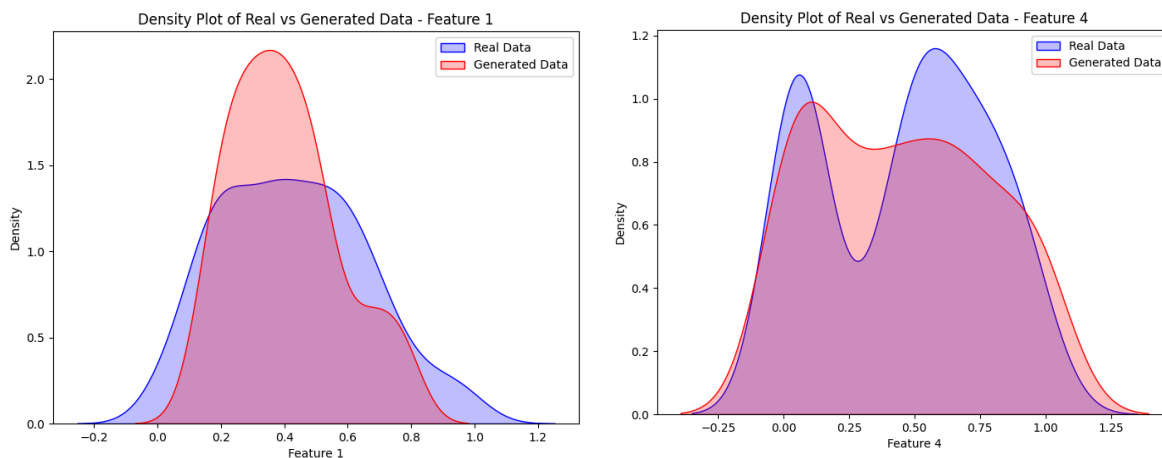 Density Plot of Real vs Generated Data - Feature 1
Real Data
Generated Data
2.0
1.5
1.0
0.5
0.0
Density
−0.2 0.0 0.2 0.4 0.6 0.8 1.0 1.2
Feature 1
Density Plot of Real vs Generated Data - Feature 4
Real Data
Generated Data
1.2
1.0
0.8
0.6
0.4
0.2
0.0
Density
−0.25 0.00 0.25 0.50 0.75 1.00 1.25
Feature 4